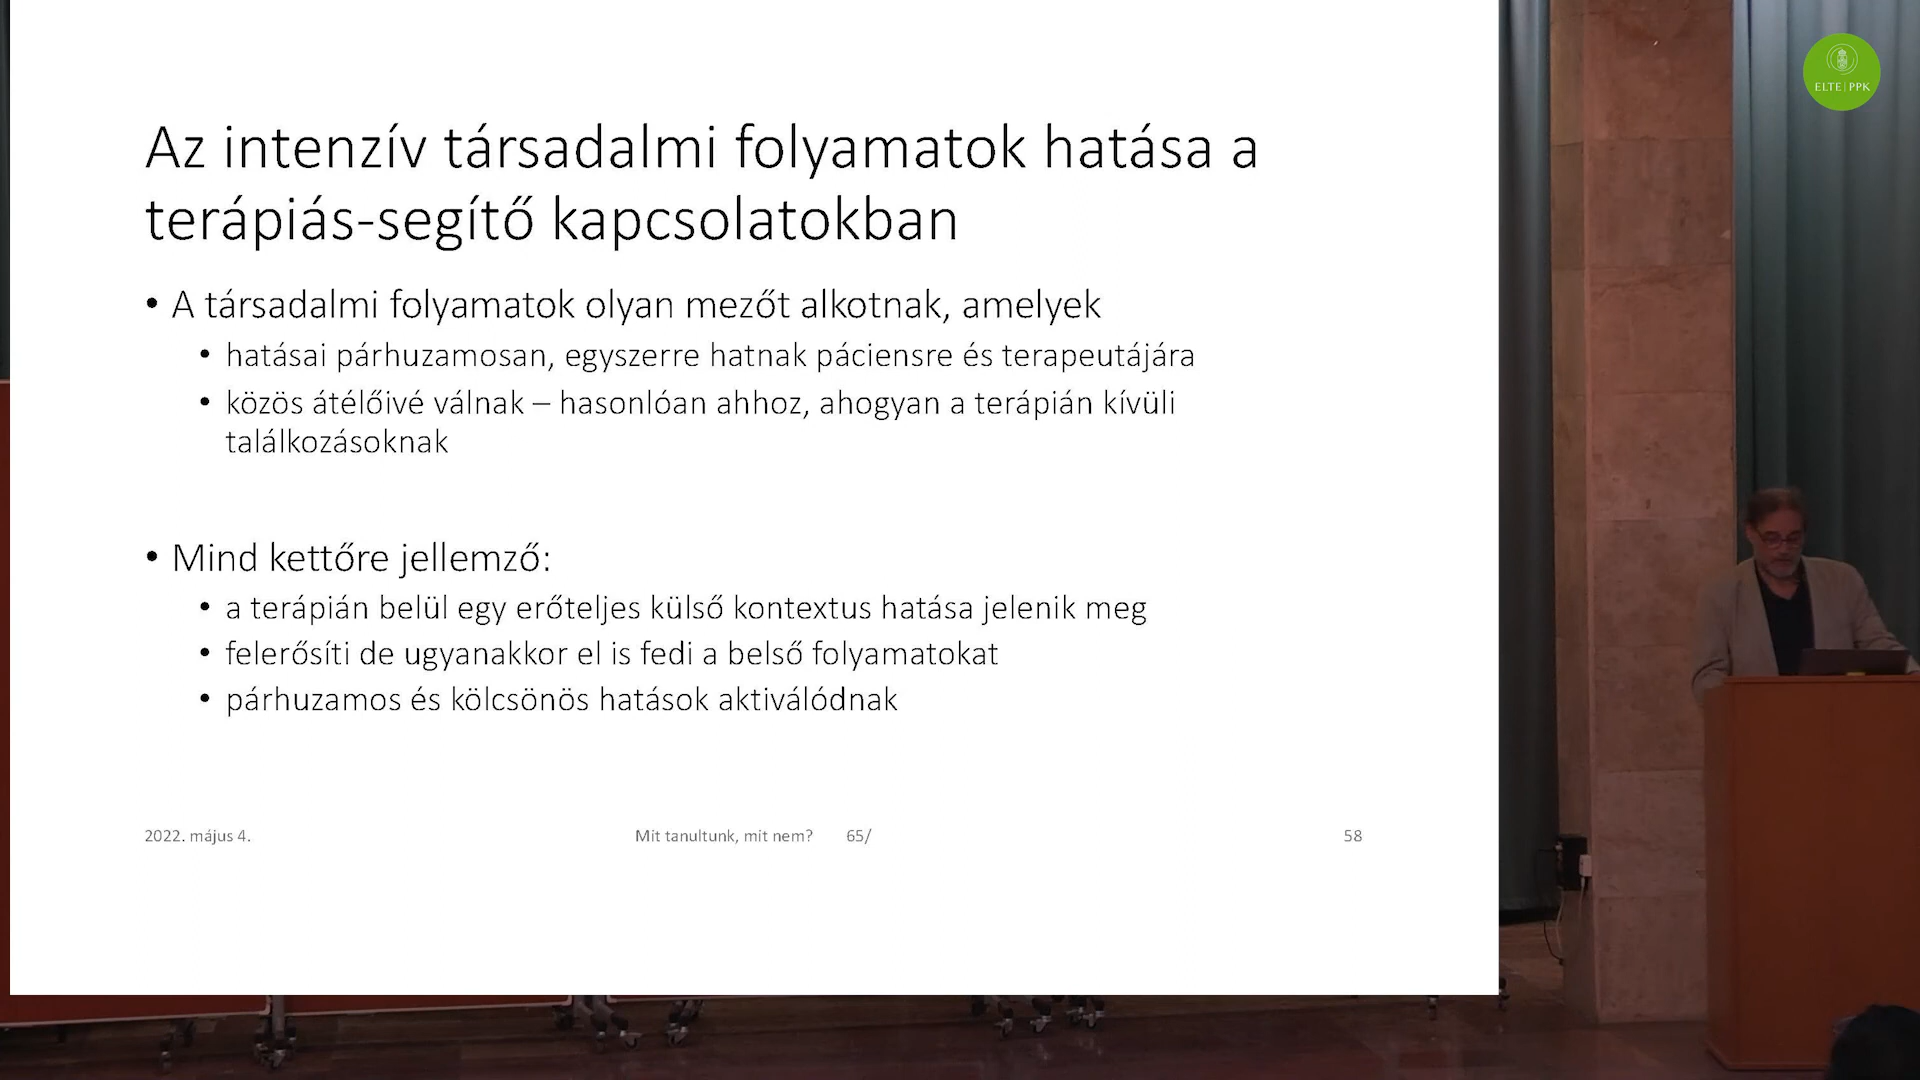 Az intenzív társadalmi folyamatok hatása a
terápiás-segítő kapcsolatokban
• A társadalmi folyamatok olyan mezőt alkotnak, amelyek
• hatásai párhuzamosan, egyszerre hatnak páciensre és terapeutájára
• közös átélőivé válnak – hasonlóan ahhoz, ahogyan a terápián kívüli
találkozásoknak
• Mind kettőre jellemző:
• a terápián belül egy erőteljes külső kontextus hatása jelenik meg
• felerősíti de ugyanakkor el is fedi a belső folyamatokat
• párhuzamos és kölcsönös hatások aktiválódnak
2022. május 4.
Mit tanultunk, mit nem? 65/
58
ELTE | PPK